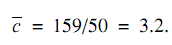 c̅ = 159/50 = 3.2.